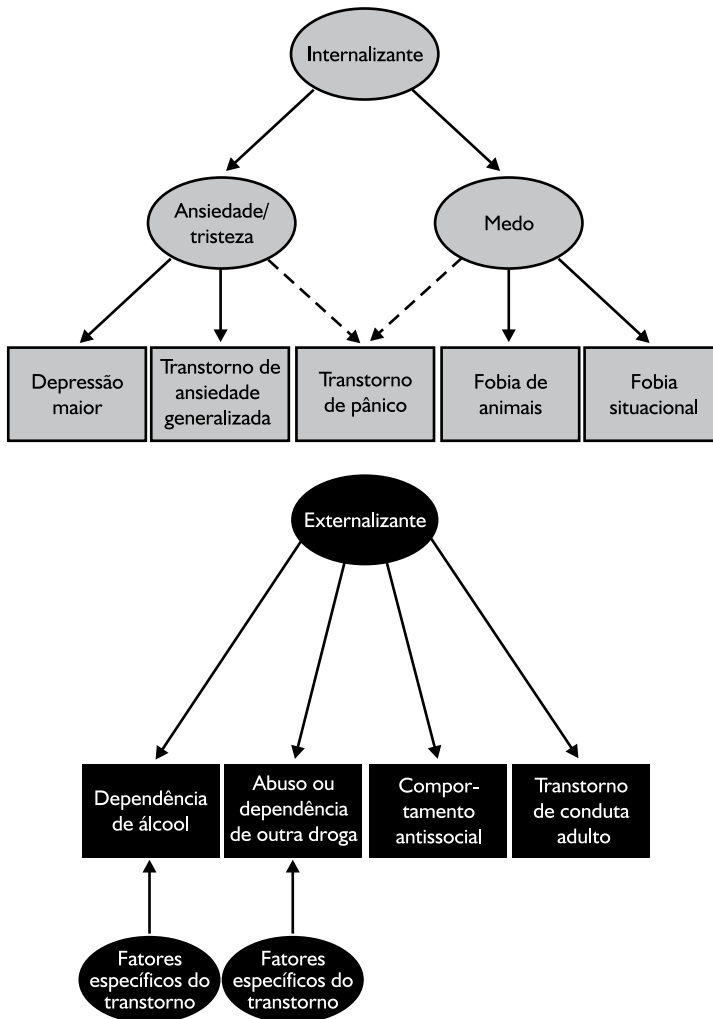 Internalizante
Ansiedade/
tristeza
Medo
Depressão
maior
Transtorno de
ansiedade
generalizada
Transtorno
de pânico
Fobia de
animais
Fobia
situacional
Externalizante
Dependência
de álcool
Abuso ou
dependência
de outra droga
Compor-
tamento
antissocial
Transtorno
de conduta
adulto
Fatores
específicos do
transtorno
Fatores
específicos do
transtorno